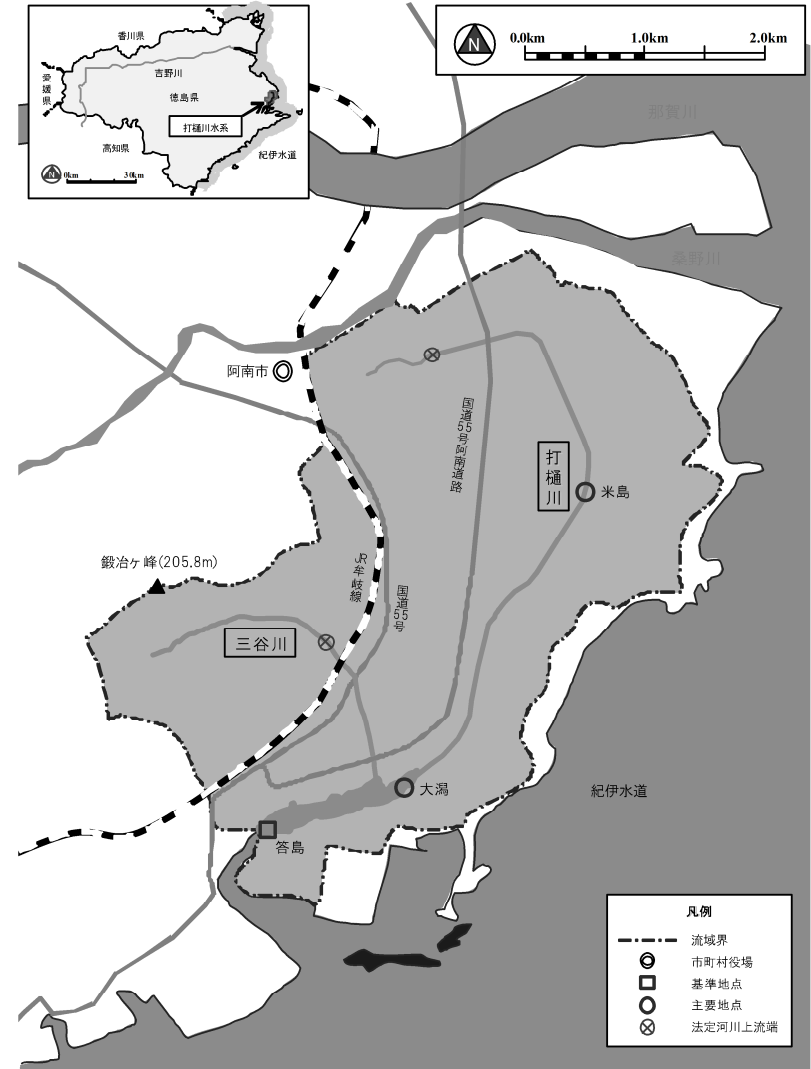 香川県
吉野川
愛媛県
徳島県
打樋川水系
高知県
紀伊水道
N
0km
30km
N
0.0km
1.0km
2.0km
那賀川
桑野川
阿南市
国道55号阿南道路
打樋川
米島
鍛冶ヶ峰(205.8m)
JR牟岐線
国道55号
三谷川
大潟
紀伊水道
答島
凡例
流域界
市町村役場
基準地点
主要地点
法定河川上流端